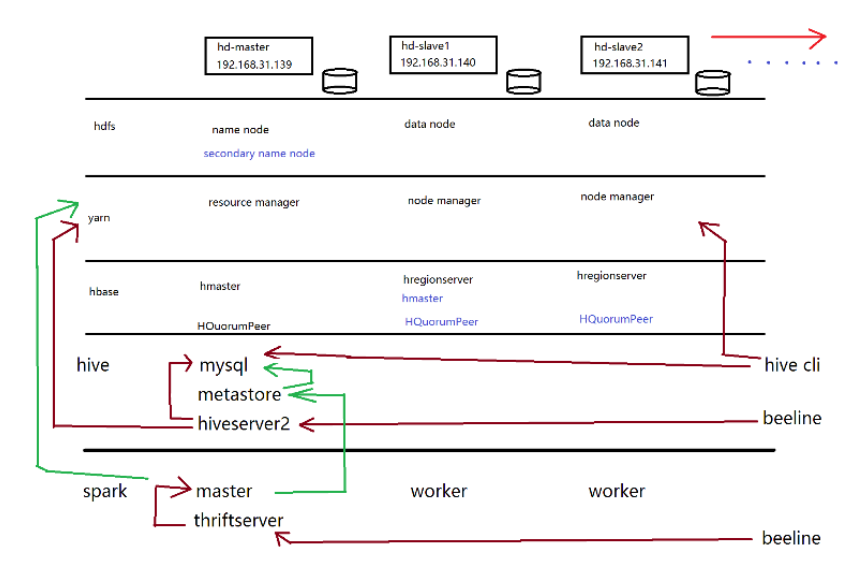 hd-master
192.168.31.139
hd-slave1
192.168.31.140
hd-slave2
192.168.31.141
hdfs
name node
data node
data node
secondary name node
yarn
resource manager
node manager
node manager
hbase
hmaster
hregionserver
hregionserver
hmaster
HQuorumPeer
HQuorumPeer
HQuorumPeer
hive
mysql
hive cli
metastore
hiveserver2
beeline
spark
master
worker
worker
thriftserver
beeline